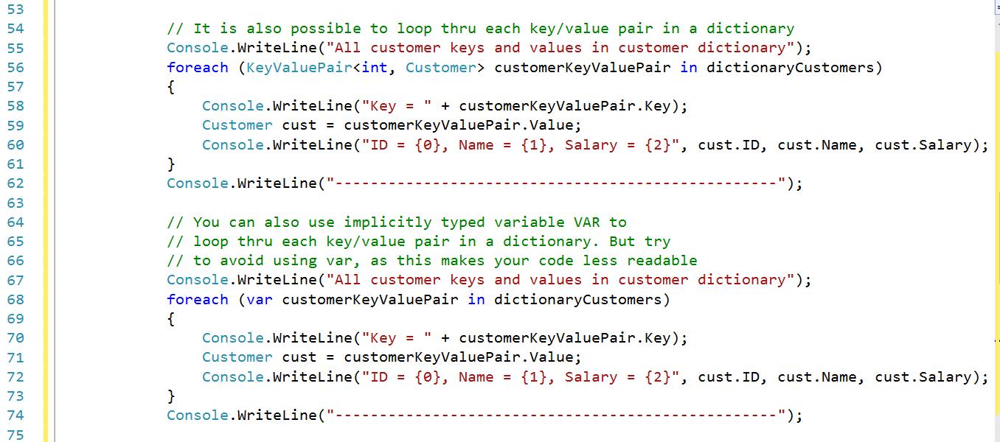 53
54 // It is also possible to loop thru each key/value pair in a dictionary
55 Console.WriteLine("All customer keys and values in customer dictionary");
56 foreach (KeyValuePair<int, Customer> customerKeyValuePair in dictionaryCustomers)
57 {
58 Console.WriteLine("Key = " + customerKeyValuePair.Key);
59 Customer cust = customerKeyValuePair.Value;
60 Console.WriteLine("ID = {0}, Name = {1}, Salary = {2}", cust.ID, cust.Name, cust.Salary);
61 }
62 Console.WriteLine("--------------------------------------------------");
63
64 // You can also use implicitly typed variable VAR to
65 // loop thru each key/value pair in a dictionary. But try
66 // to avoid using var, as this makes your code less readable
67 Console.WriteLine("All customer keys and values in customer dictionary");
68 foreach (var customerKeyValuePair in dictionaryCustomers)
69 {
70 Console.WriteLine("Key = " + customerKeyValuePair.Key);
71 Customer cust = customerKeyValuePair.Value;
72 Console.WriteLine("ID = {0}, Name = {1}, Salary = {2}", cust.ID, cust.Name, cust.Salary);
73 }
74 Console.WriteLine("--------------------------------------------------");
75